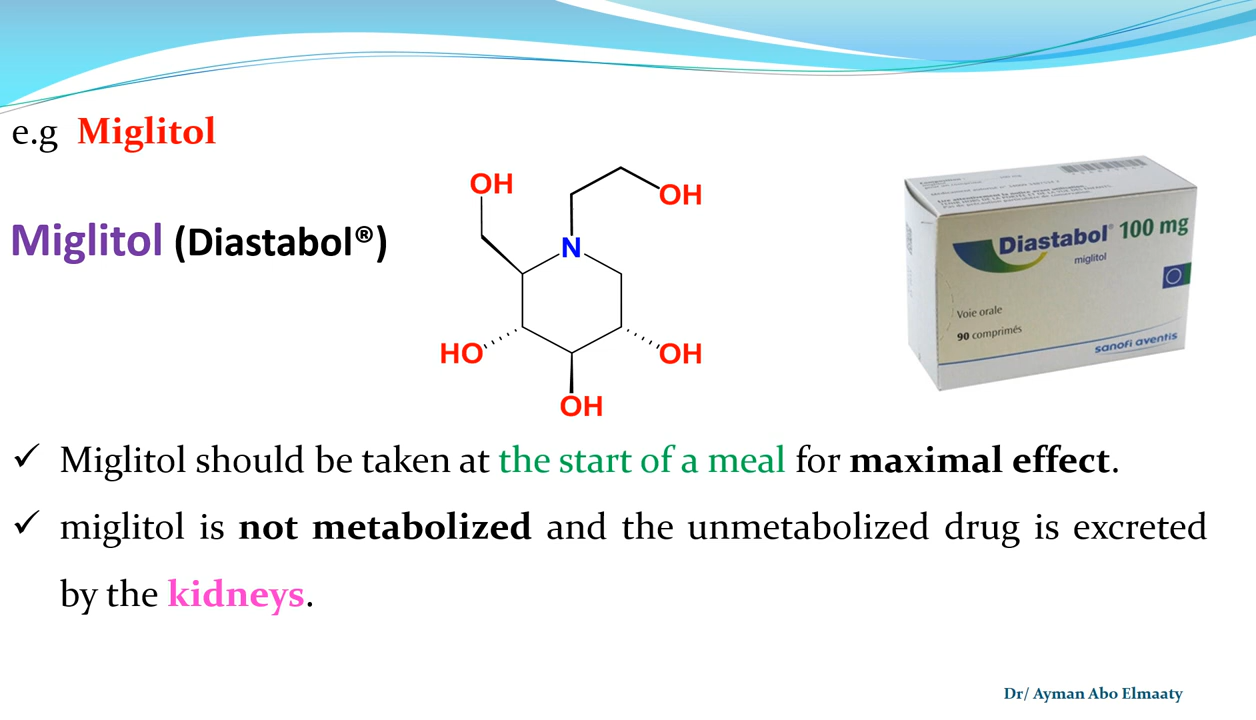 e.g Miglitol
Miglitol (Diastabol®)
OH
OH
N
HO
OH
OH
Diastabol® 100 mg
miglitol
Voie orale
90 comprimés
sanofi aventis
✓ Miglitol should be taken at the start of a meal for maximal effect.
✓ miglitol is not metabolized and the unmetabolized drug is excreted
by the kidneys.
Dr/ Ayman Abo Elmaaty